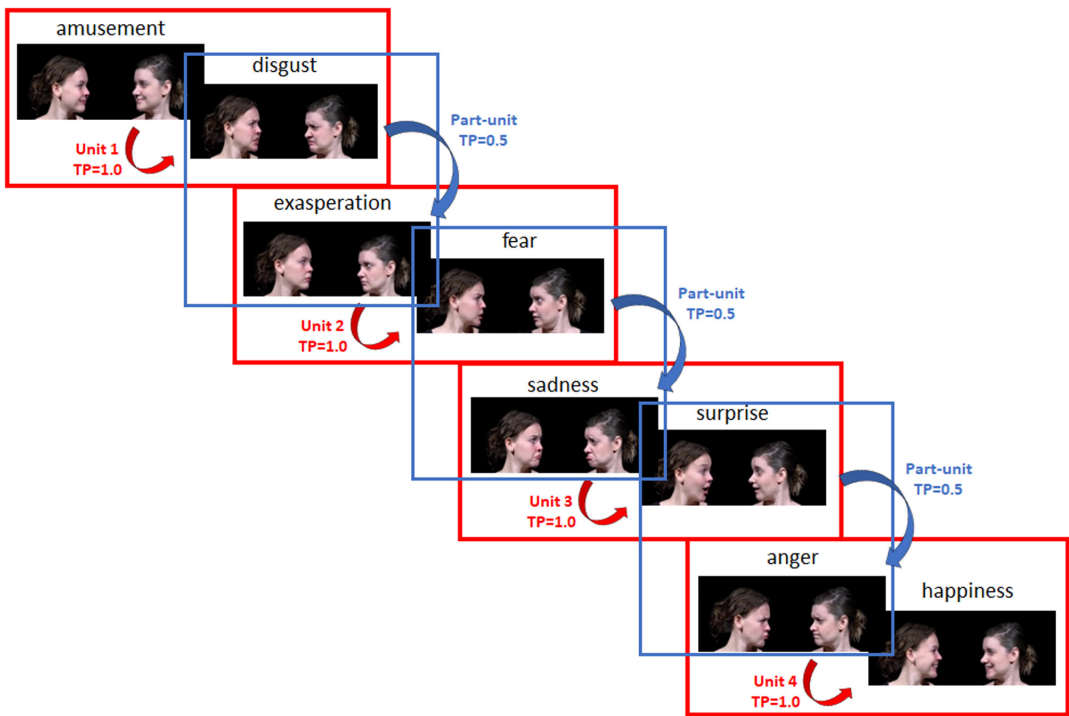 amusement
disgust
Unit 1
TP=1.0
Part-unit
TP=0.5
exasperation
fear
Unit 2
TP=1.0
Part-unit
TP=0.5
sadness
surprise
Unit 3
TP=1.0
Part-unit
TP=0.5
anger
happiness
Unit 4
TP=1.0